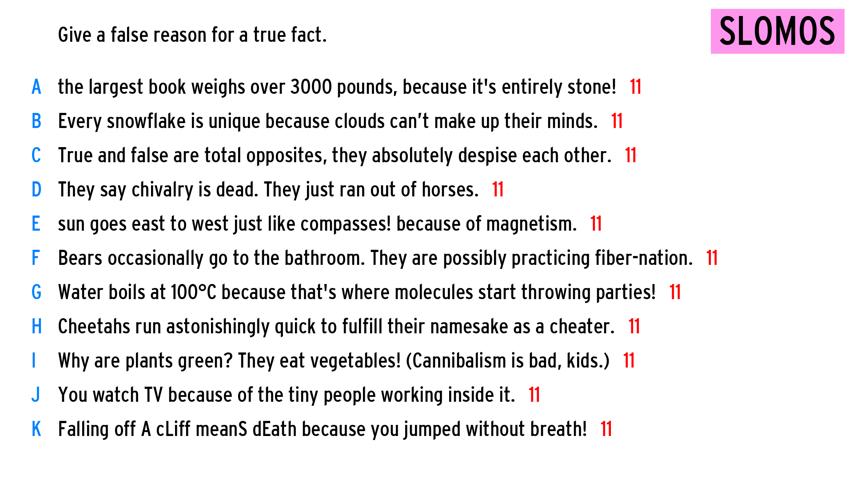 Give a false reason for a true fact.
SLOMOS
A the largest book weighs over 3000 pounds, because it's entirely stone! 11
B Every snowflake is unique because clouds can’t make up their minds. 11
C True and false are total opposites, they absolutely despise each other. 11
D They say chivalry is dead. They just ran out of horses. 11
E sun goes east to west just like compasses! because of magnetism. 11
F Bears occasionally go to the bathroom. They are possibly practicing fiber-nation. 11
G Water boils at 100°C because that's where molecules start throwing parties! 11
H Cheetahs run astonishingly quick to fulfill their namesake as a cheater. 11
I Why are plants green? They eat vegetables! (Cannibalism is bad, kids.) 11
J You watch TV because of the tiny people working inside it. 11
K Falling off A cLiff meanS dEath because you jumped without breath! 11